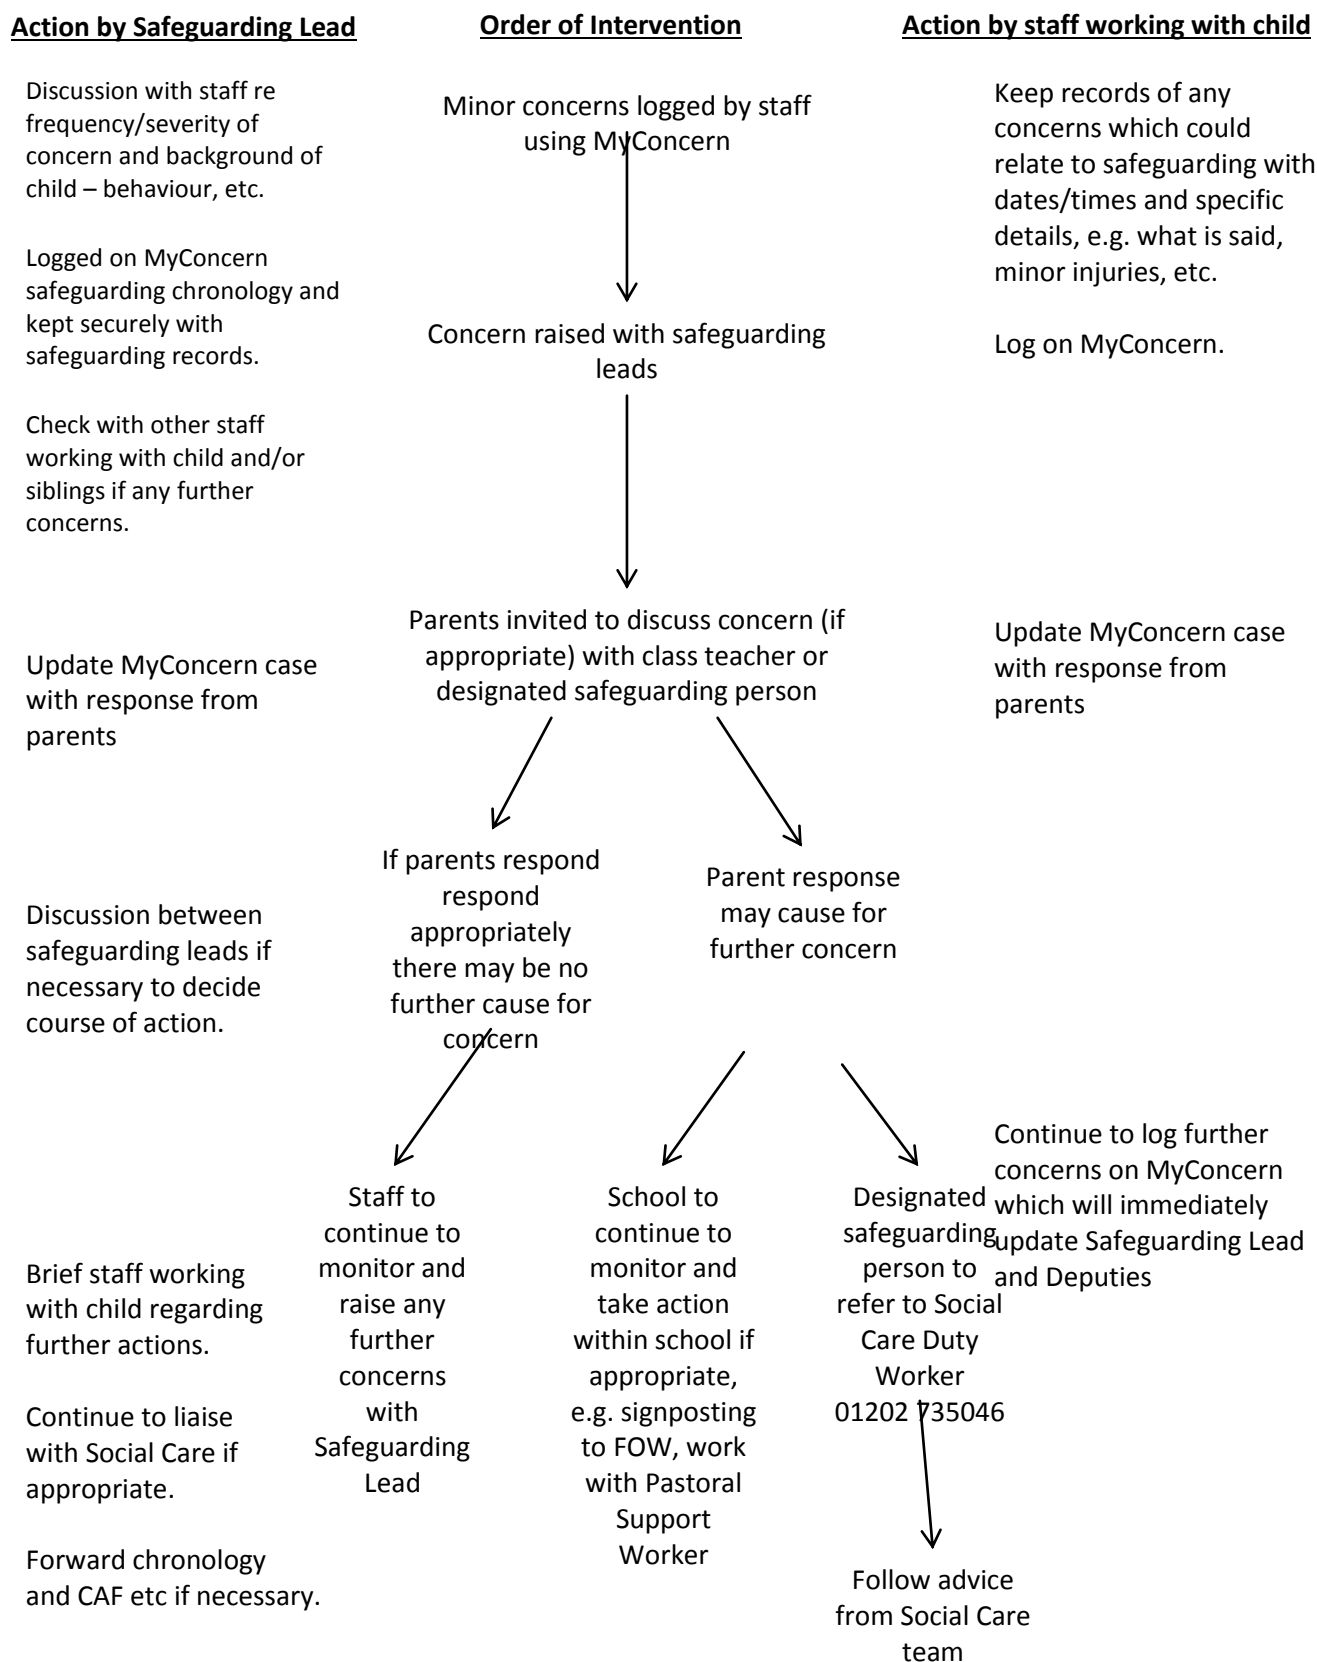 Action by Safeguarding Lead
Order of Intervention
Action by staff working with child
Discussion with staff re
frequency/severity of
concern and background of
child – behaviour, etc.
Logged on MyConcern
safeguarding chronology and
kept securely with
safeguarding records.
Check with other staff
working with child and/or
siblings if any further
concerns.
Minor concerns logged by staff
using MyConcern
Concern raised with safeguarding
leads
Keep records of any
concerns which could
relate to safeguarding with
dates/times and specific
details, e.g. what is said,
minor injuries, etc.
Log on MyConcern.
Update MyConcern case
with response from
parents
Parents invited to discuss concern (if
appropriate) with class teacher or
designated safeguarding person
Update MyConcern case
with response from
parents
Discussion between
safeguarding leads if
necessary to decide
course of action.
If parents respond
respond
appropriately
there may be no
further cause for
concern
Parent response
may cause for
further concern
Brief staff working
with child regarding
further actions.
Continue to liaise
with Social Care if
appropriate.
Forward chronology
and CAF etc if necessary.
Staff to
continue to
monitor and
raise any
further
concerns
with
Safeguarding
Lead
School to
continue to
monitor and
take action
within school if
appropriate,
e.g. signposting
to FOW, work
with Pastoral
Support
Worker
Designated
safeguarding
person to
refer to Social
Care Duty
Worker
01202 735046
Follow advice
from Social Care
team
Continue to log further
concerns on MyConcern
which will immediately
update Safeguarding Lead
and Deputies